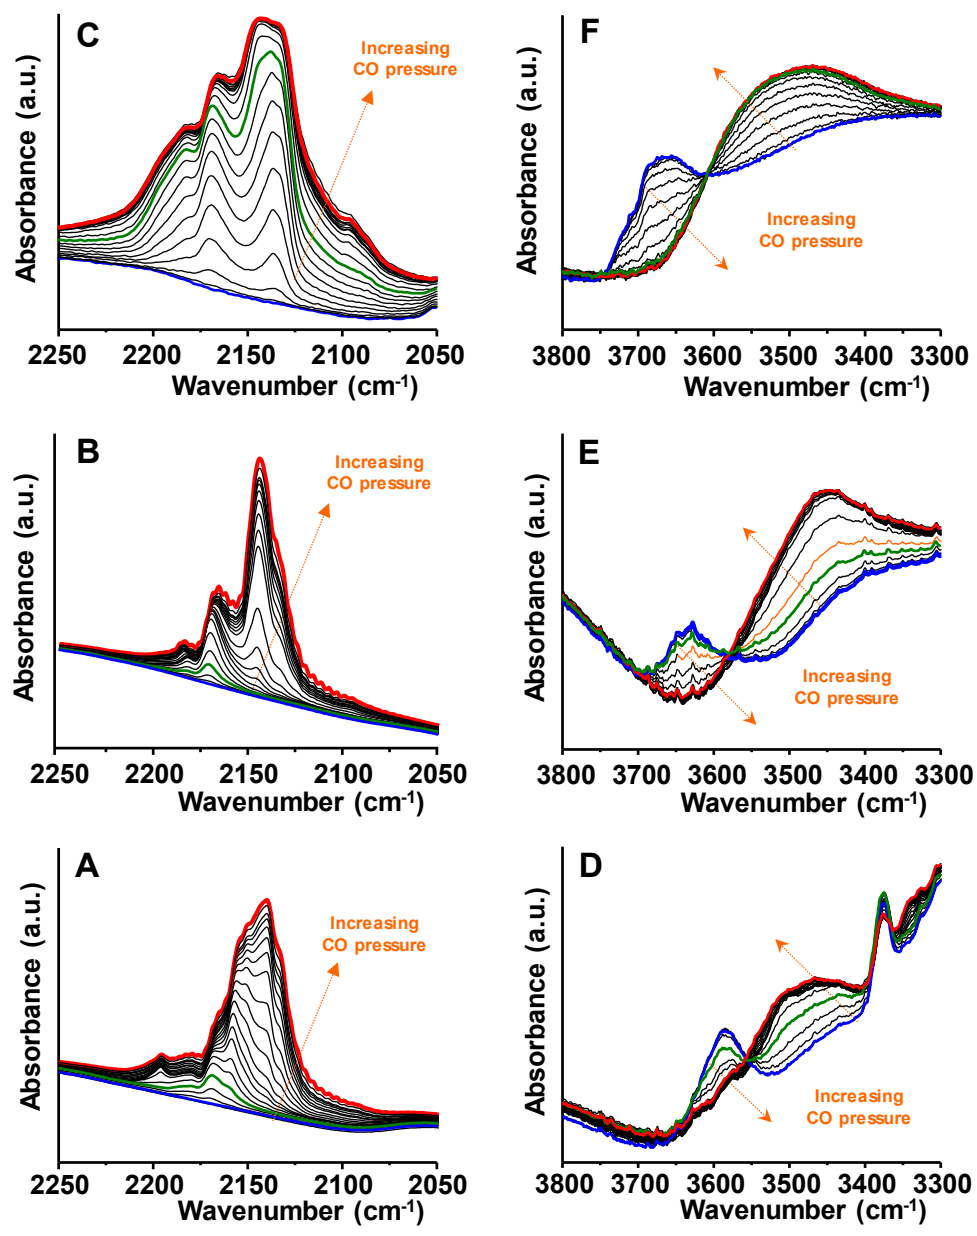 C
Increasing
CO pressure
Absorbance (a.u.)
2250 2200 2150 2100 2050
Wavenumber (cm-1)
F
Increasing
CO pressure
Absorbance (a.u.)
3800 3700 3600 3500 3400 3300
Wavenumber (cm-1)
B
Increasing
CO pressure
Absorbance (a.u.)
2250 2200 2150 2100 2050
Wavenumber (cm-1)
E
Increasing
CO pressure
Absorbance (a.u.)
3800 3700 3600 3500 3400 3300
Wavenumber (cm-1)
A
Increasing
CO pressure
Absorbance (a.u.)
2250 2200 2150 2100 2050
Wavenumber (cm-1)
D
Increasing
CO pressure
Absorbance (a.u.)
3800 3700 3600 3500 3400 3300
Wavenumber (cm-1)